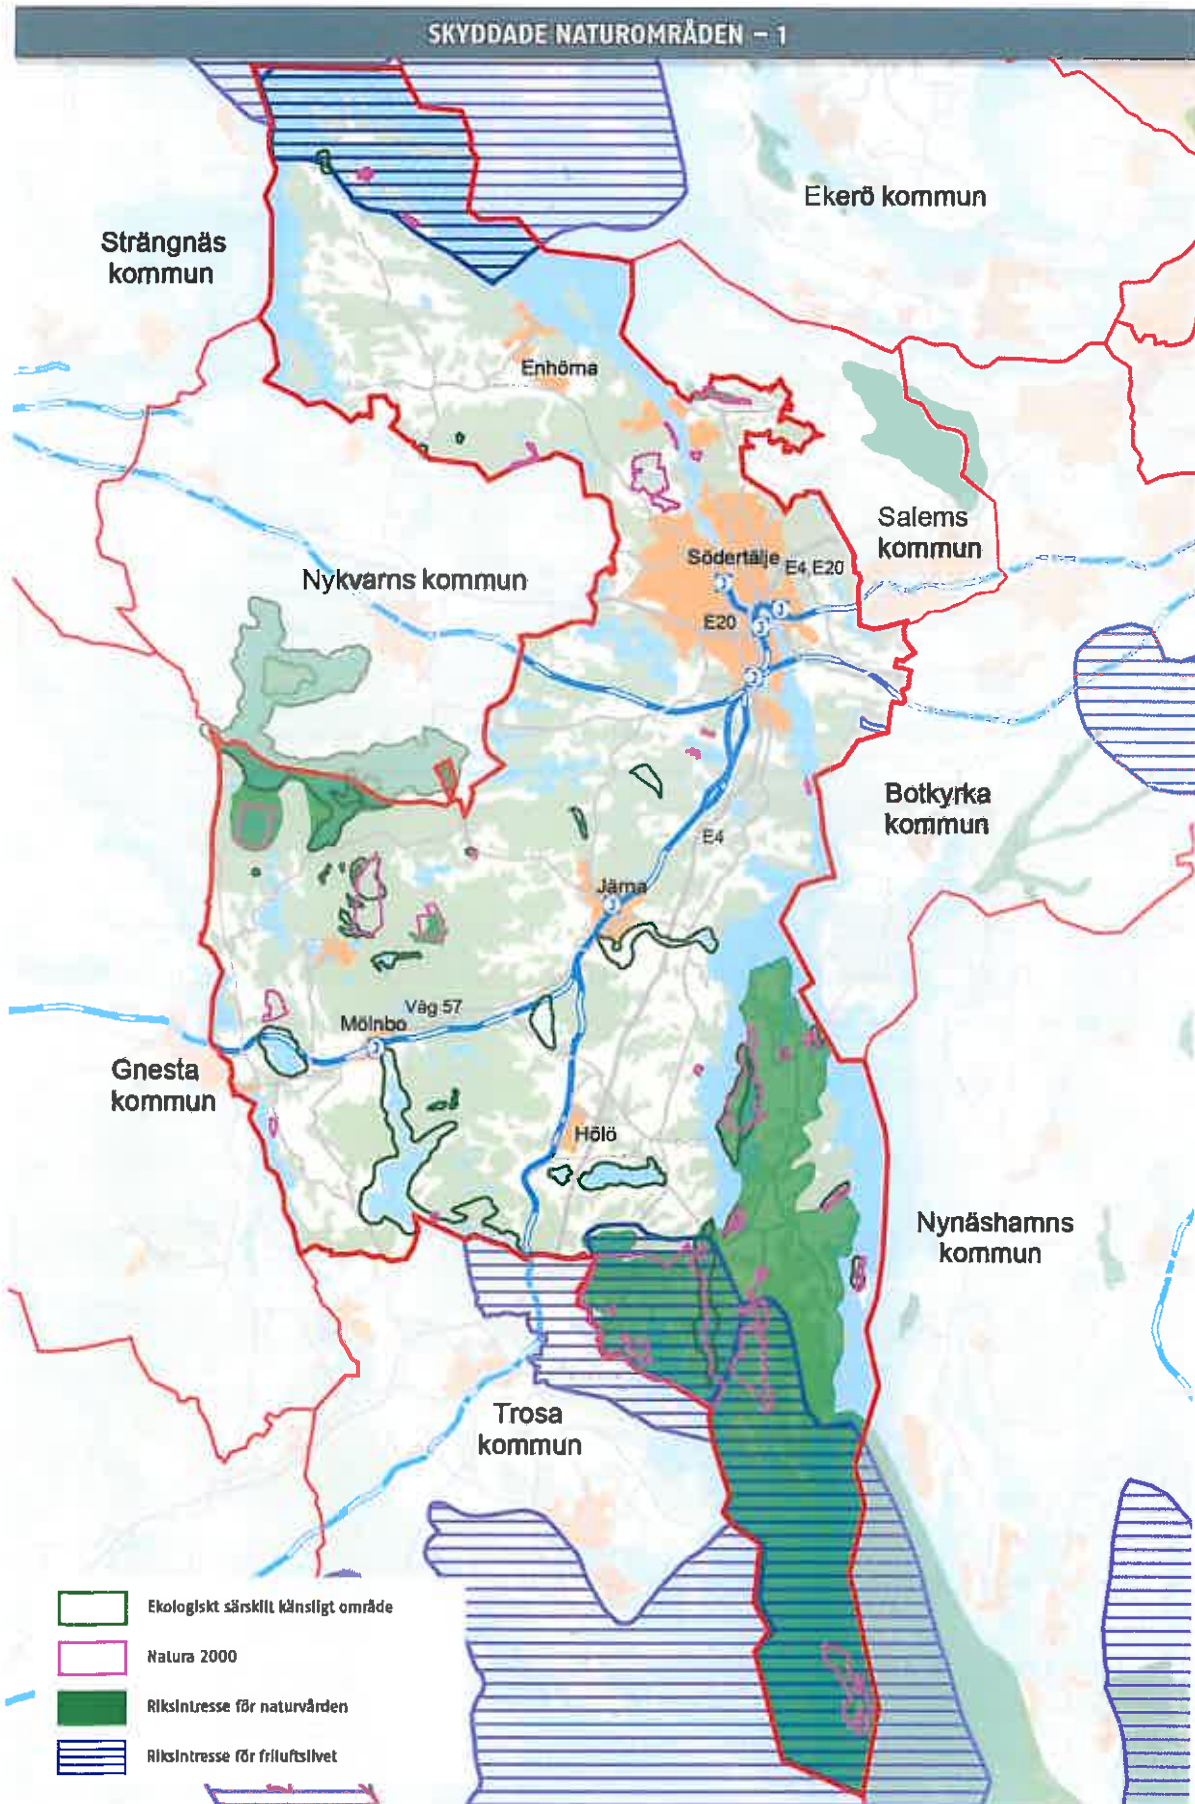 SKYDDADE NATUROMRÅDEN – 1
Ekerö kommun
Strängnäs
kommun
Enhörna
Salems
kommun
Södertälje
E4,E20
Nykvarns kommun
E20
Botkyrka
kommun
E4
Järna
Väg 57
Mölnbo
Gnesta
kommun
Hölö
Nynäshamns
kommun
Trosa
kommun
Ekologiskt särskilt känsligt område
Natura 2000
Riksintresse för naturvården
Riksintresse för friluftslivet